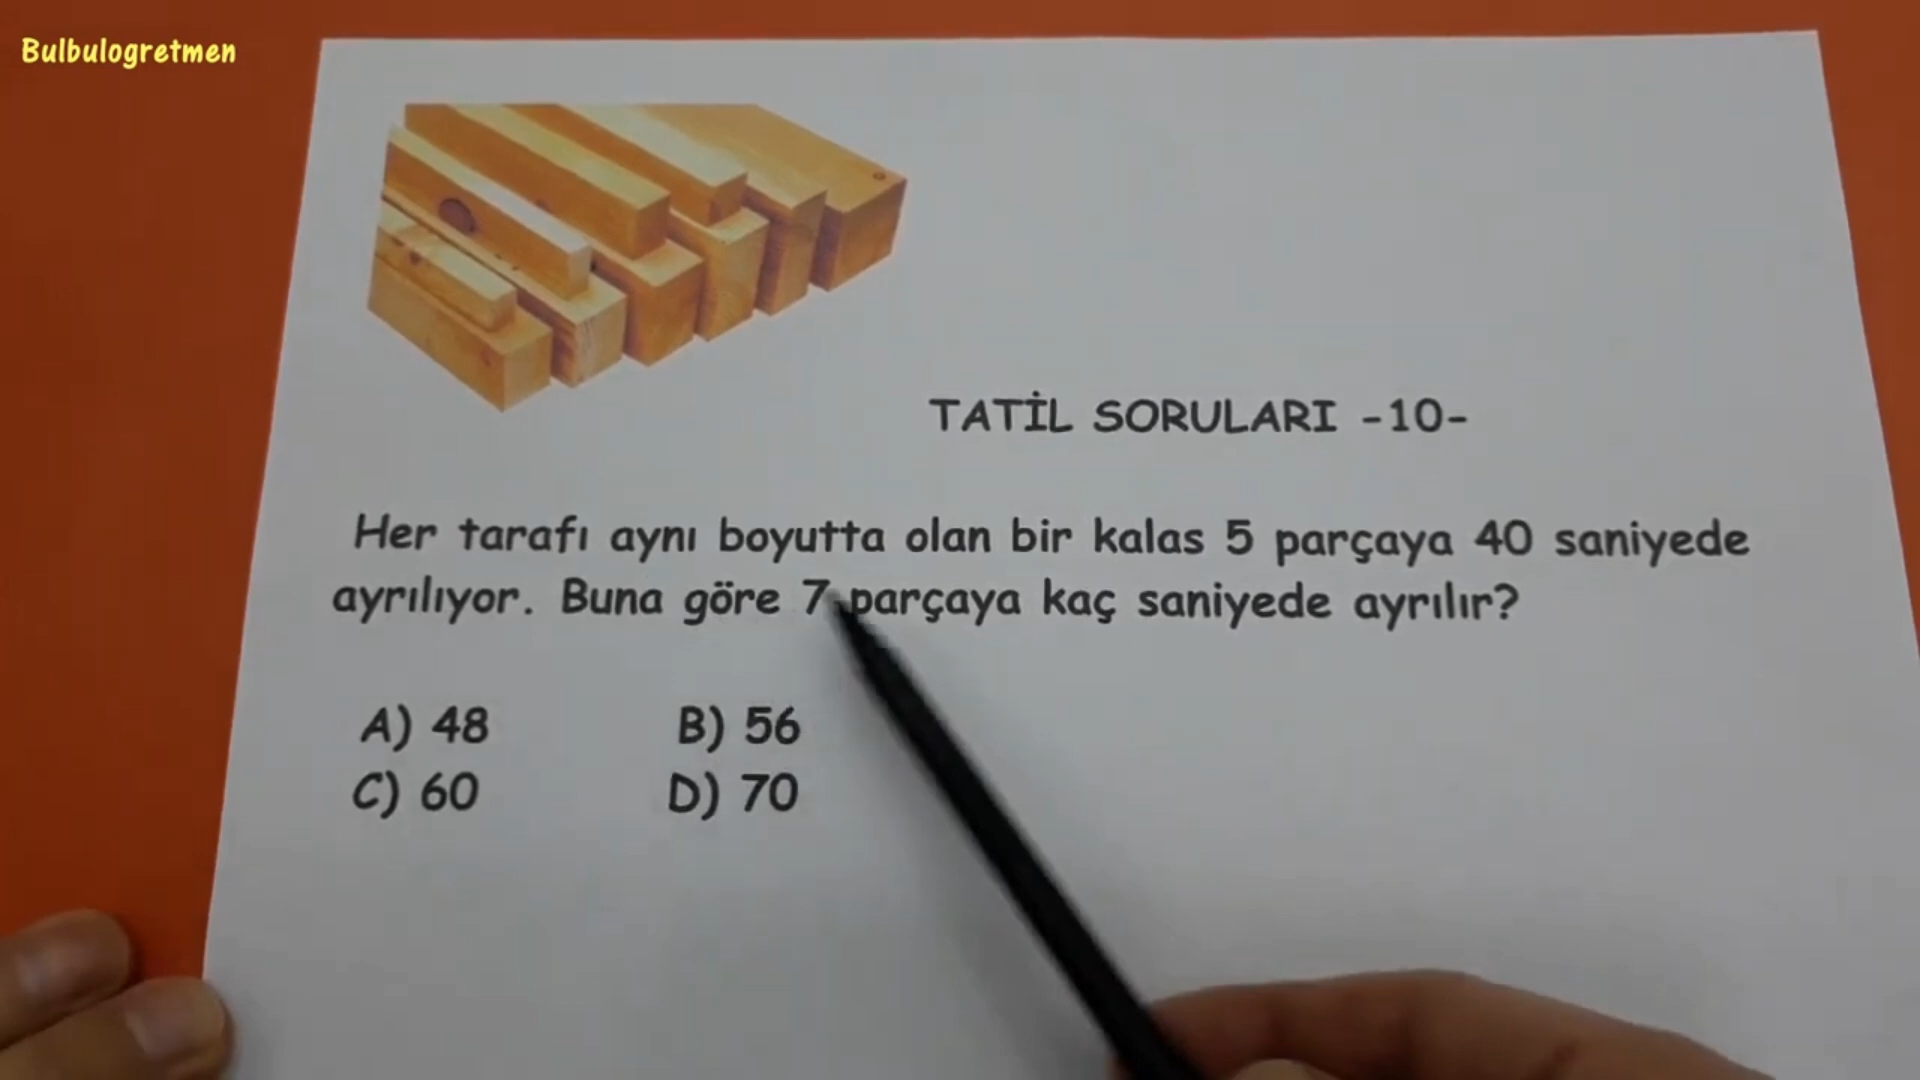 Bulbulogretmen
TATİL SORULARI -10-
Her tarafı aynı boyutta olan bir kalas 5 parçaya 40 saniyede
ayrılıyor. Buna göre 7 parçaya kaç saniyede ayrılır?
A) 48 B) 56
C) 60 D) 70